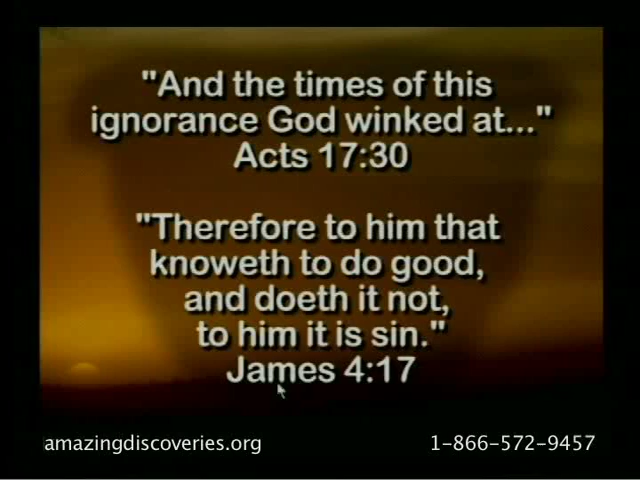 "And the times of this
ignorance God winked at..."
Acts 17:30
"Therefore to him that
knoweth to do good,
and doeth it not,
to him it is sin."
James 4:17
amazingdiscoveries.org
1-866-572-9457